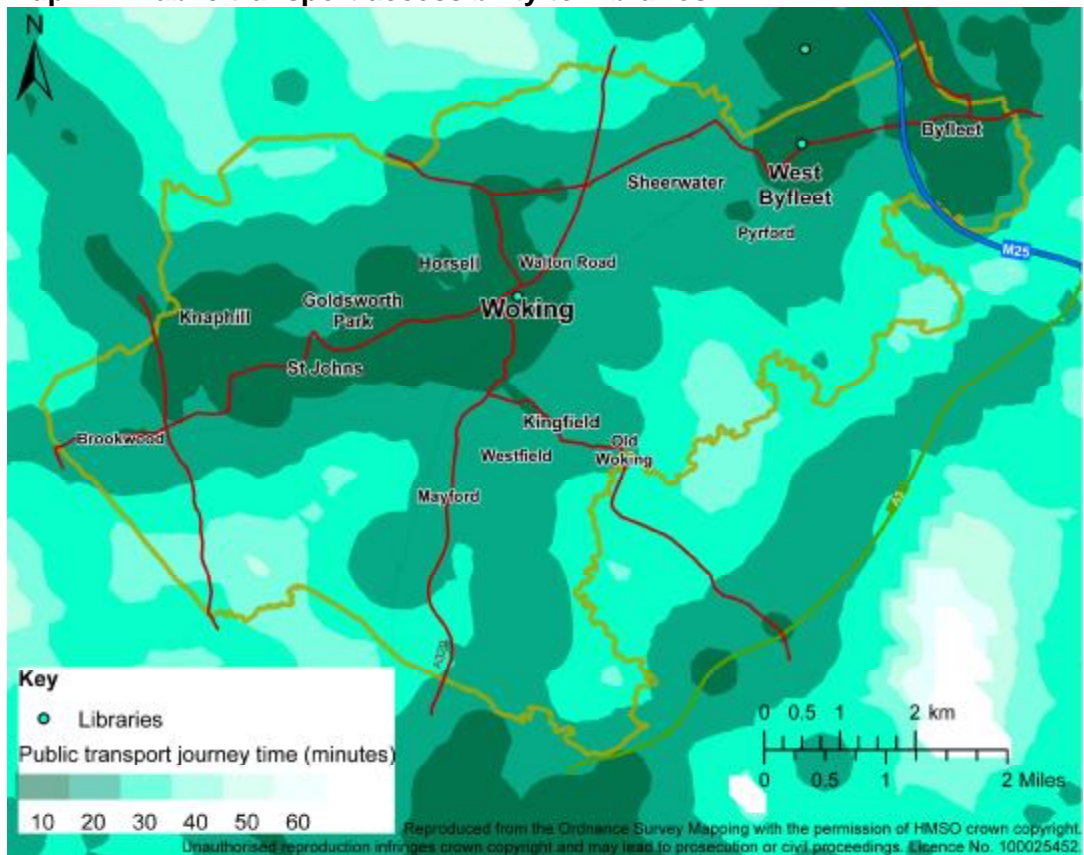 N
Byfleet
West
Byfleet
Sheerwater
Pyrford
M25
Horsell
Walton Road
Goldsworth
Park
Woking
Knaphill
St Johns
Kingfield
Brookwood
Old
Woking
Westfield
Mayford
A320
Key
Libraries
Public transport journey time (minutes)
10 20 30 40 50 60
0 0.5 1 2 km
0 0.5 1 2 Miles
Reproduced from the Ordnance Survey Mapping with the permission of HMSO crown copyright.
Unauthorised reproduction infringes crown copyright and may lead to prosecution or civil proceedings. Licence No. 100025452